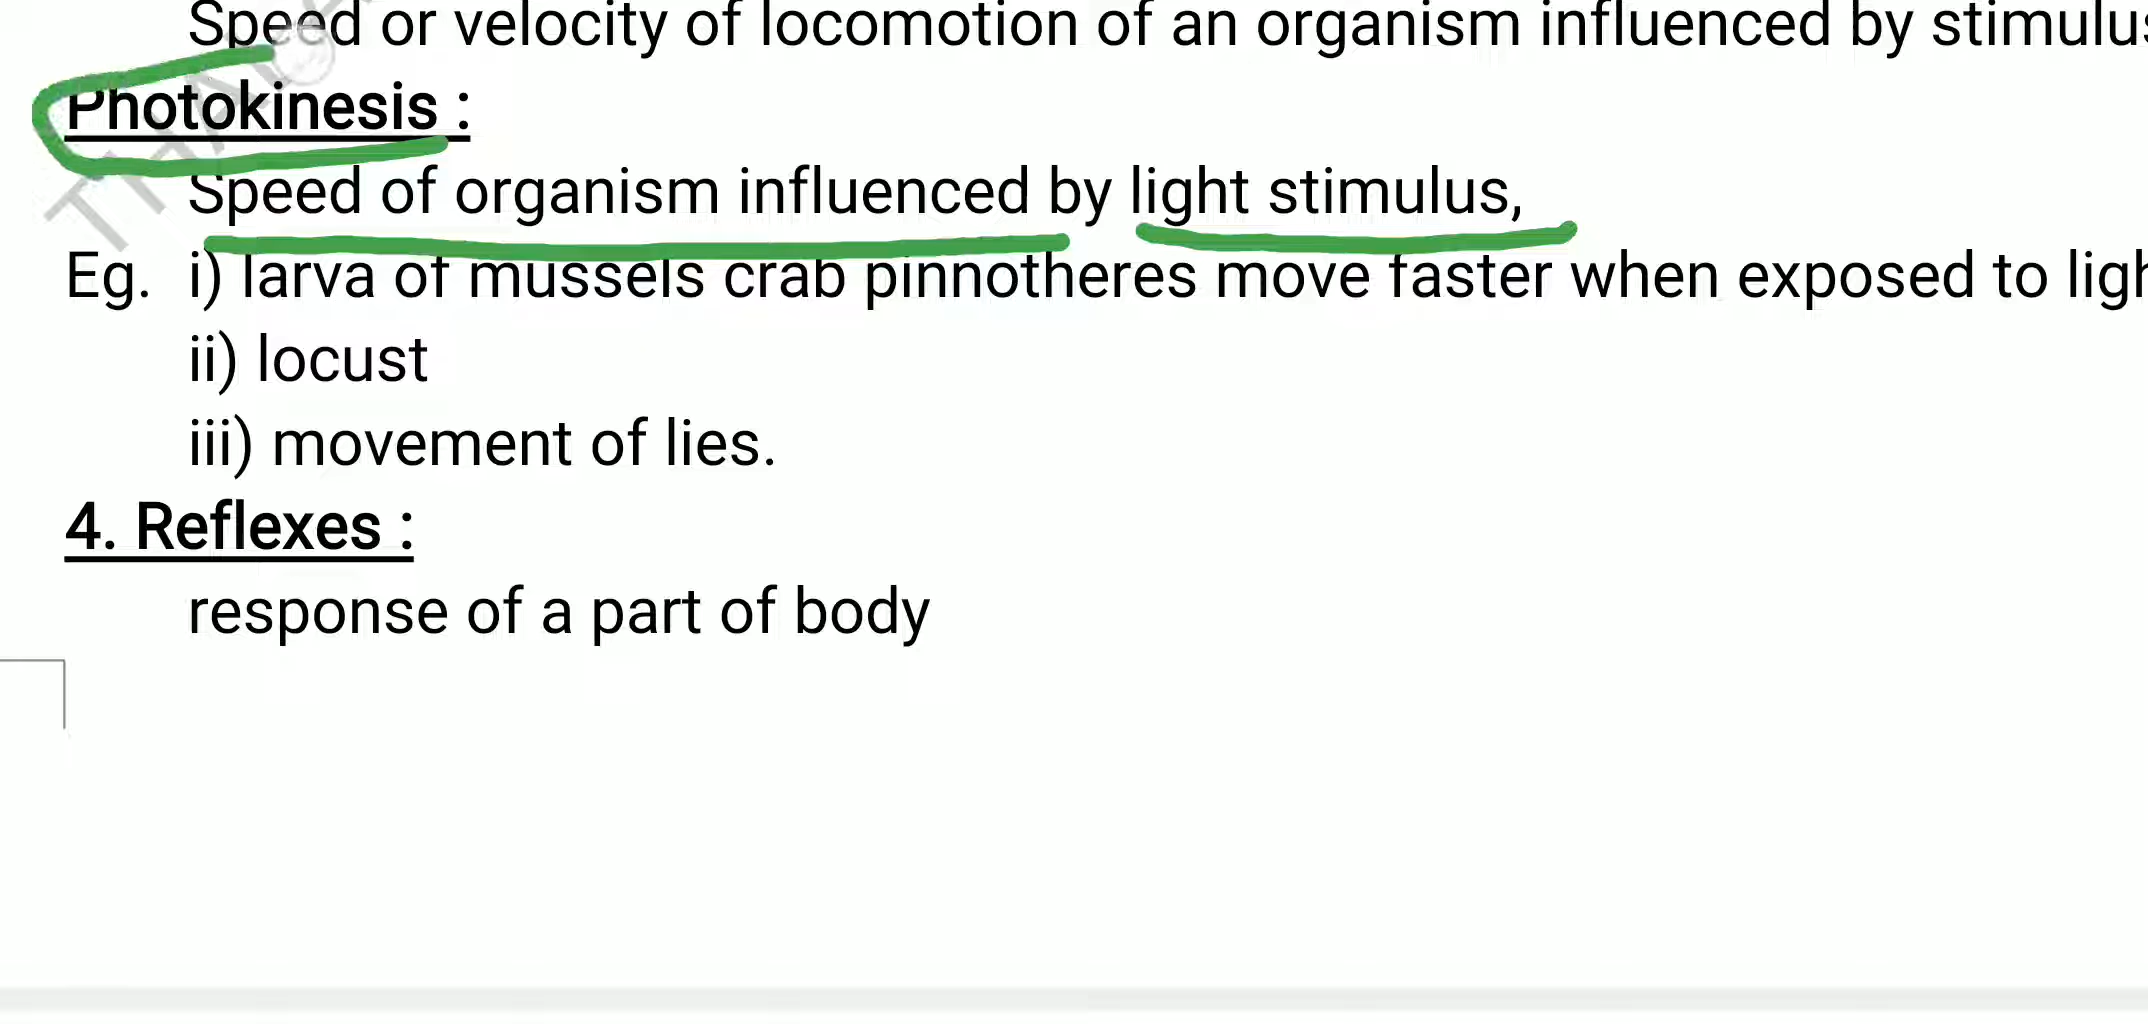 Speed or velocity of locomotion of an organism influenced by
Photokinesis :
Speed of organism influenced by light stimulus,
Eg. i) larva of mussels crab pinnotheres move faster when exposed to
ii) locust
iii) movement of lies.
4. Reflexes :
response of a part of body